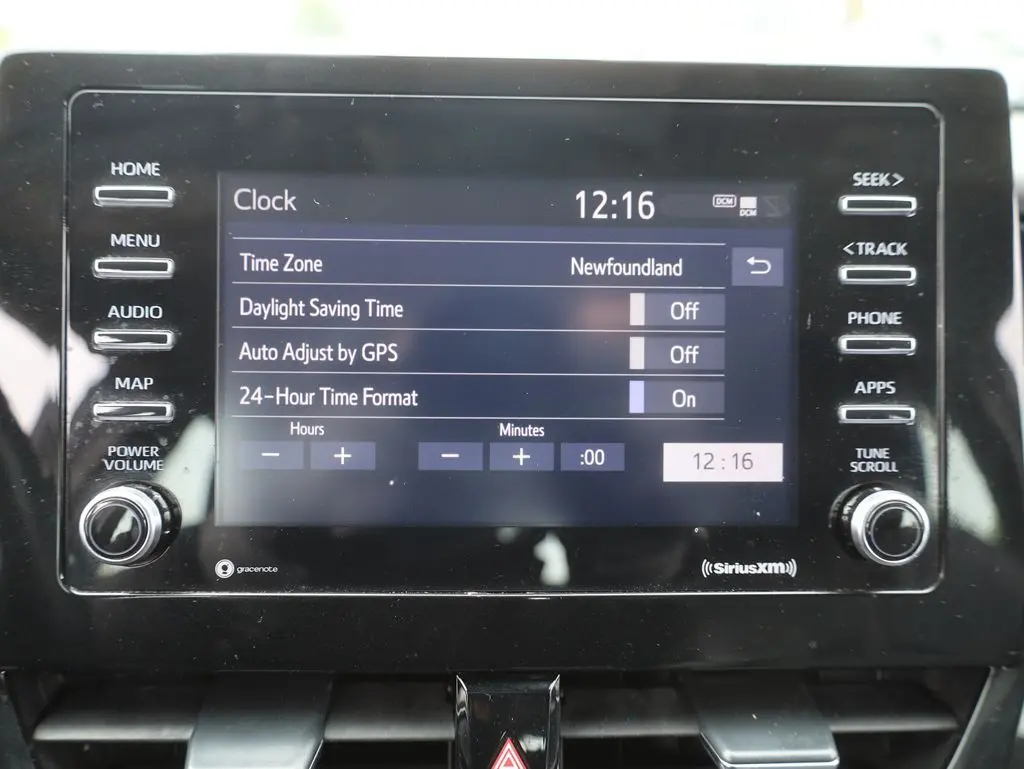 HOME
MENU
AUDIO
MAP
POWER
VOLUME
Clock 12:16 DCM DCM
Time Zone Newfoundland
Daylight Saving Time Off
Auto Adjust by GPS Off
24-Hour Time Format On
Hours Minutes
− + − + :00 12 : 16
SEEK>
<TRACK
PHONE
APPS
TUNE
SCROLL
gracenote
((SiriusXM))